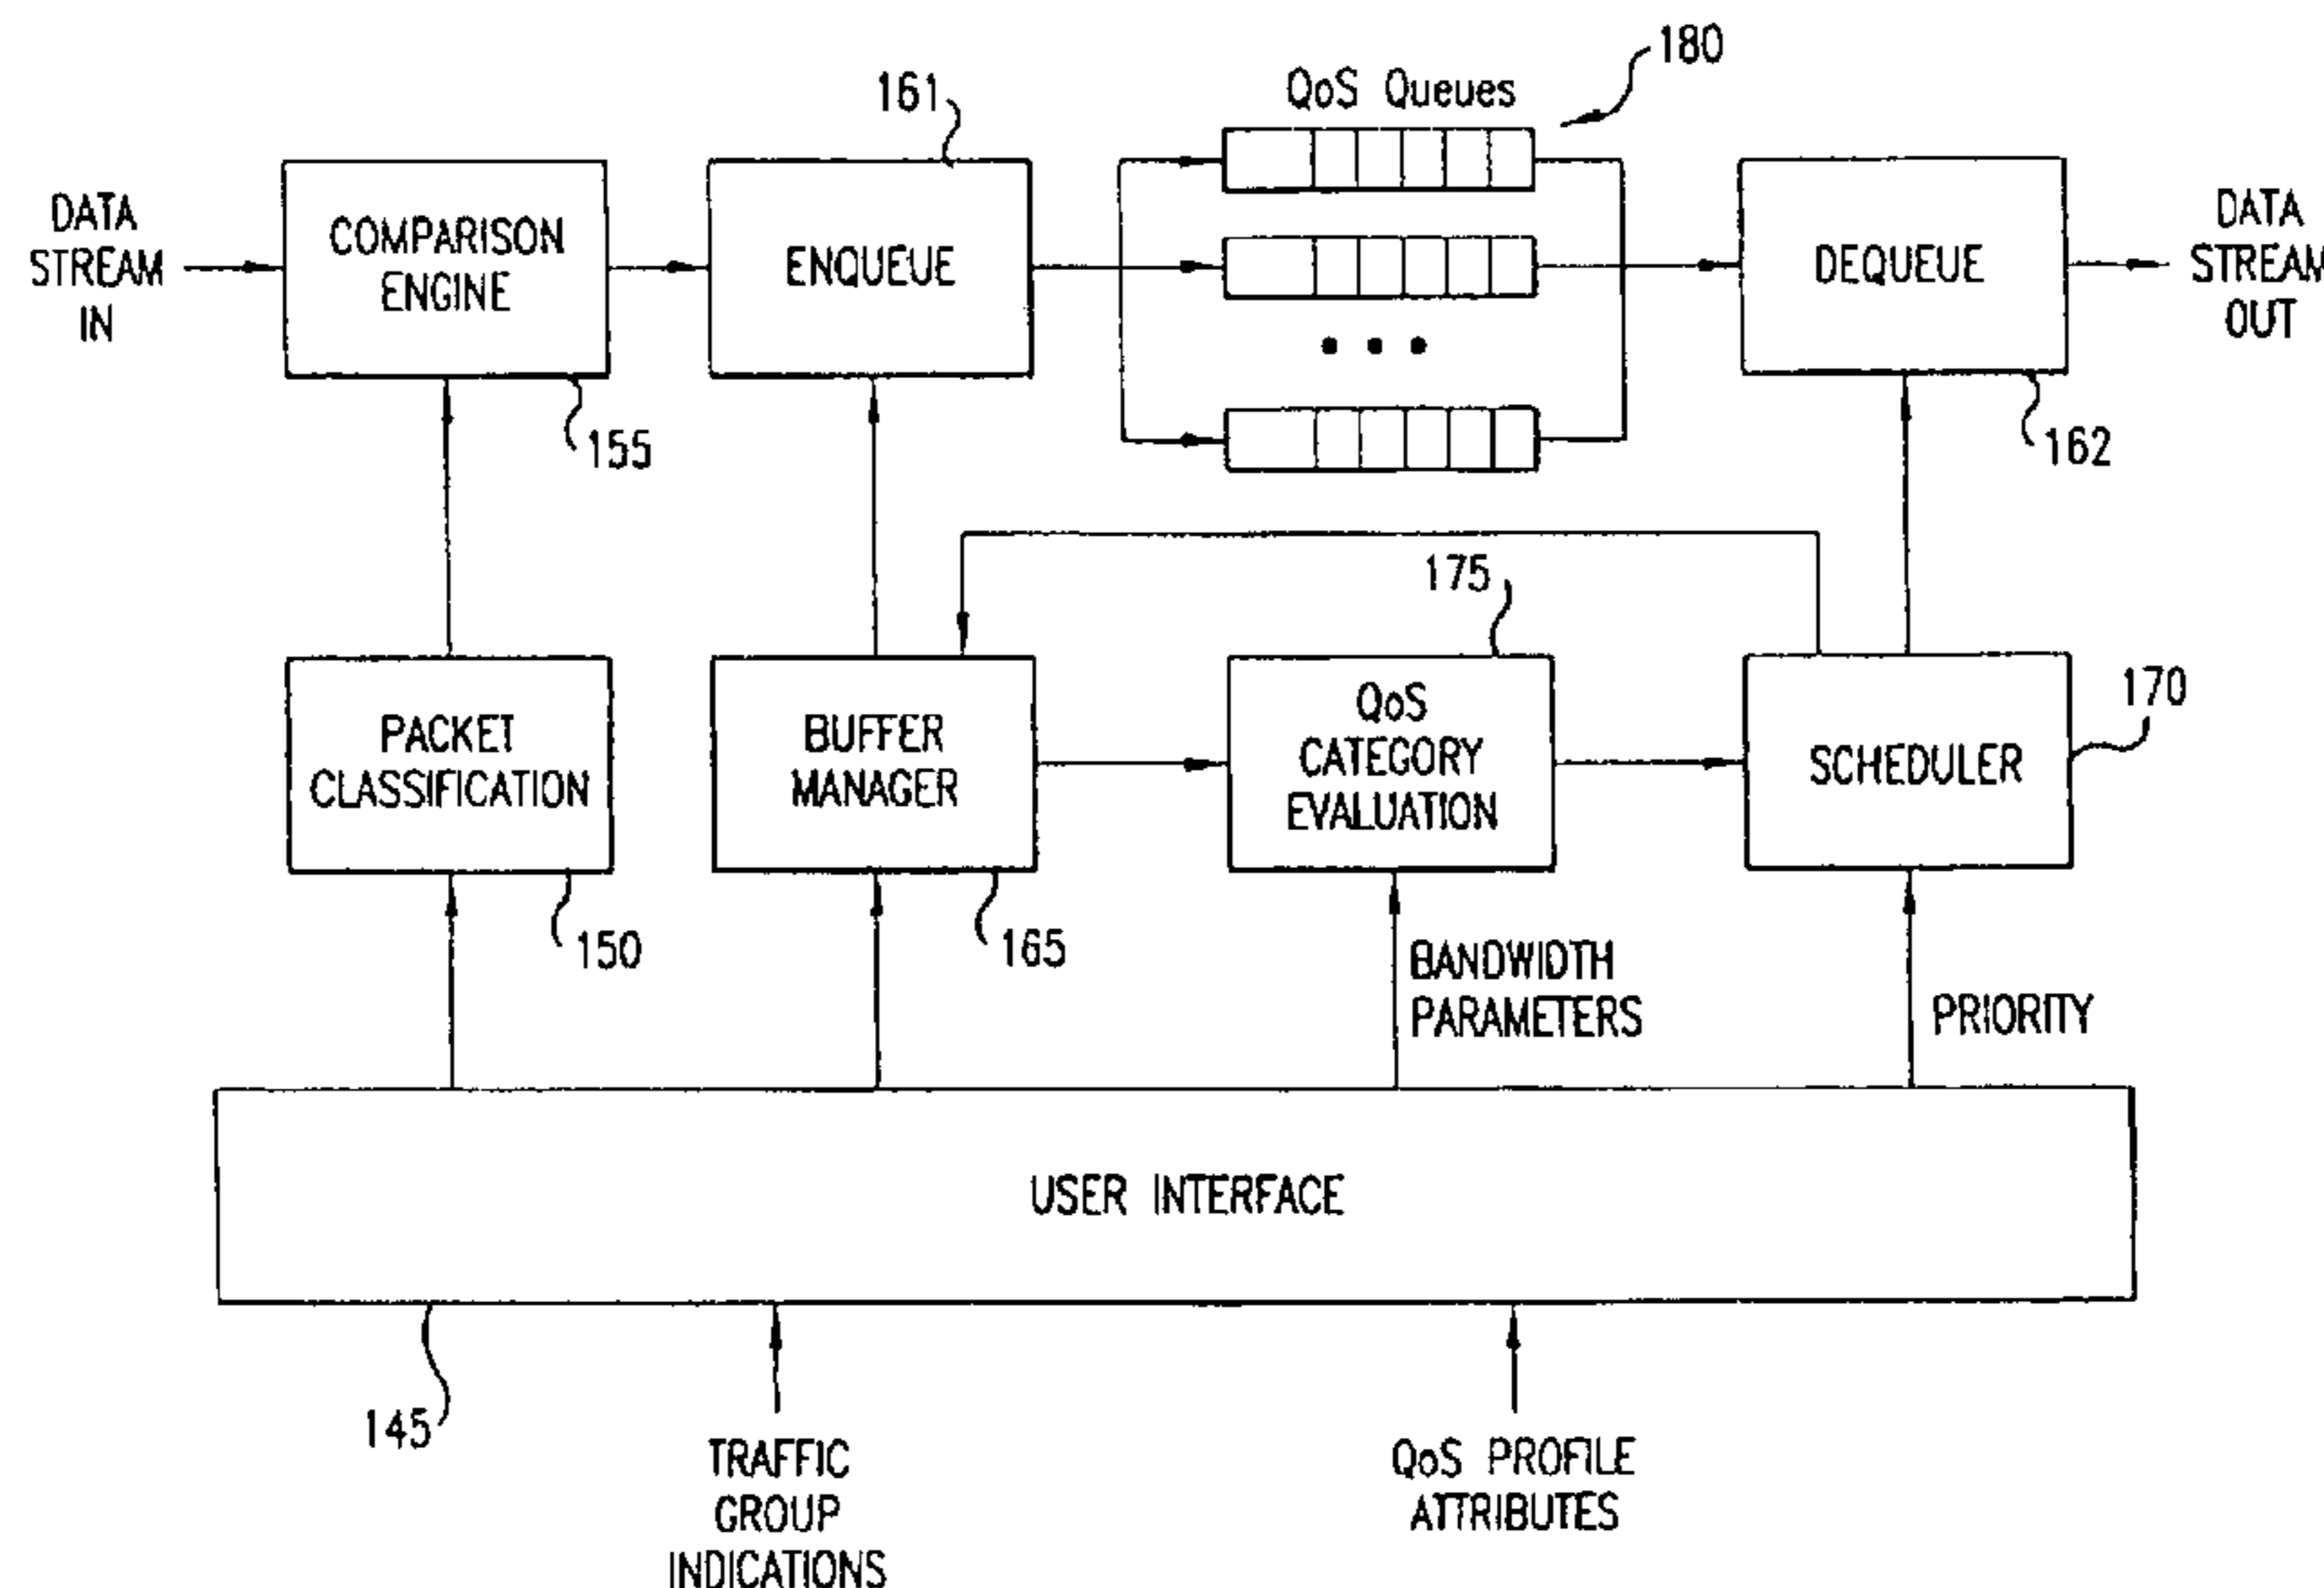 180
QoS Queues
161
DATA
STREAM
IN
COMPARISON
ENGINE
ENQUEUE
DEQUEUE
DATA
STREAM
OUT
155
162
175
170
PACKET
CLASSIFICATION
BUFFER
MANAGER
QoS
CATEGORY
EVALUATION
SCHEDULER
150
165
BANDWIDTH
PARAMETERS
PRIORITY
USER INTERFACE
145
TRAFFIC
GROUP
INDICATIONS
QoS PROFILE
ATTRIBUTES